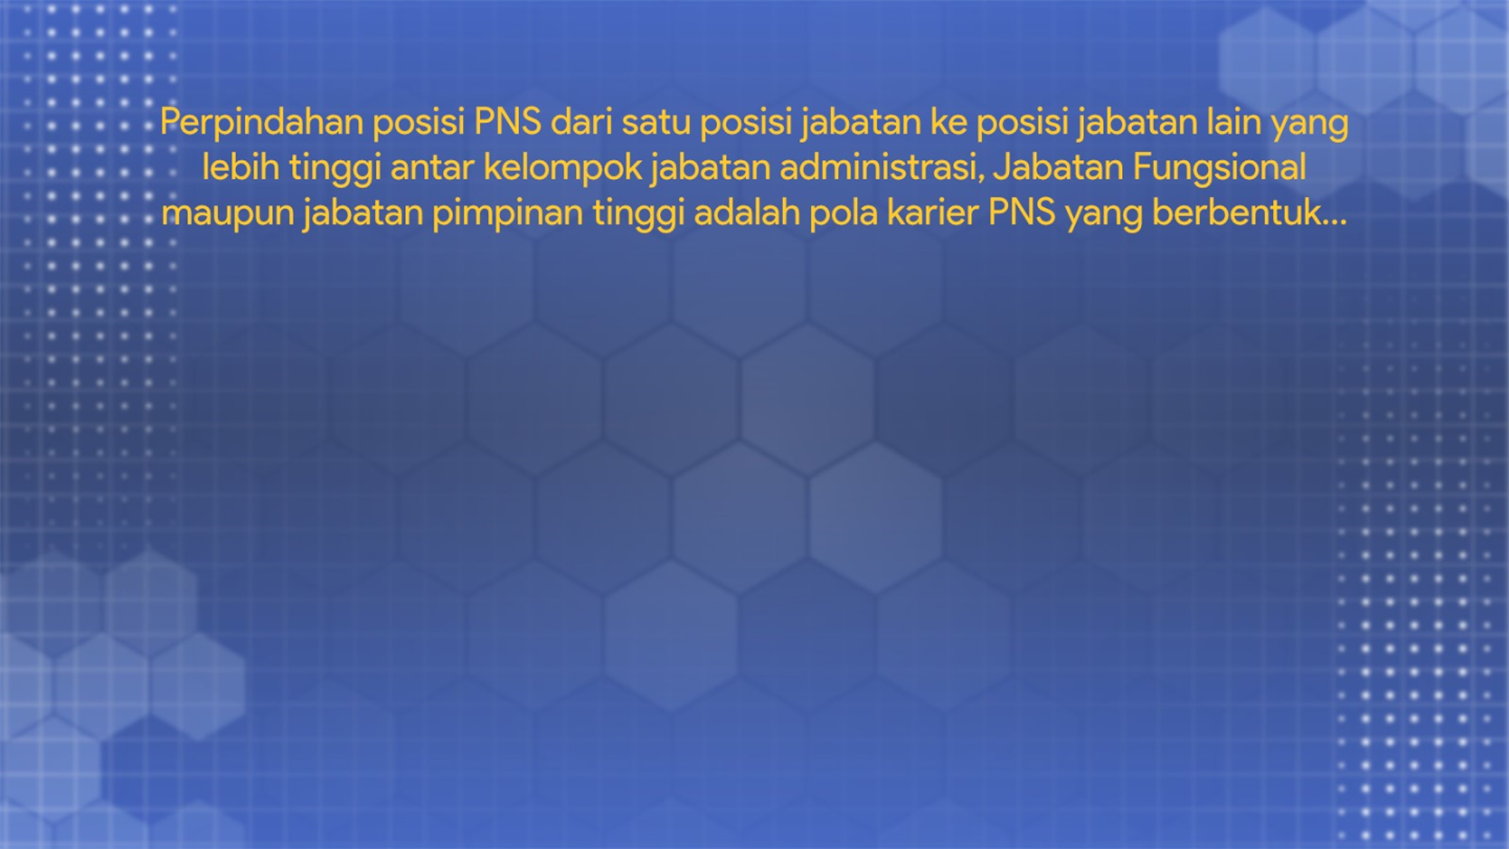 Perpindahan posisi PNS dari satu posisi jabatan ke posisi jabatan lain yang
lebih tinggi antar kelompok jabatan administrasi, Jabatan Fungsional
maupun jabatan pimpinan tinggi adalah pola karier PNS yang berbentuk...